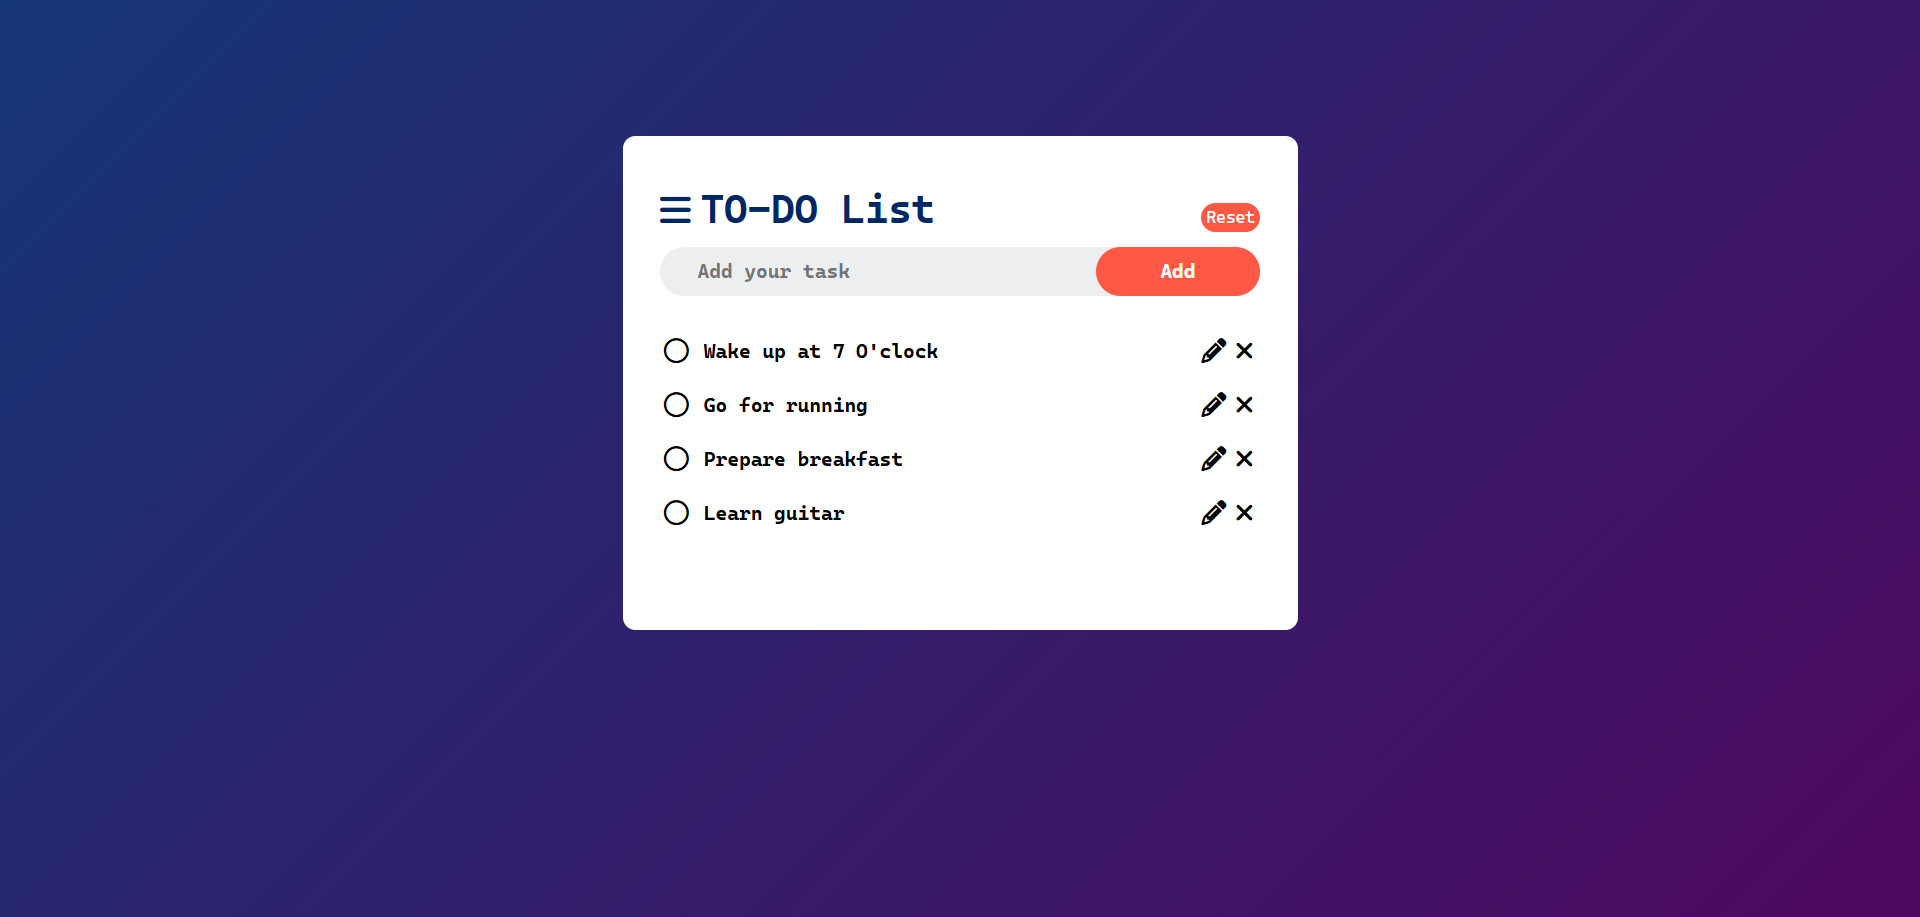 TO-DO List
Reset
Add your task
Add
Wake up at 7 O'clock
Go for running
Prepare breakfast
Learn guitar